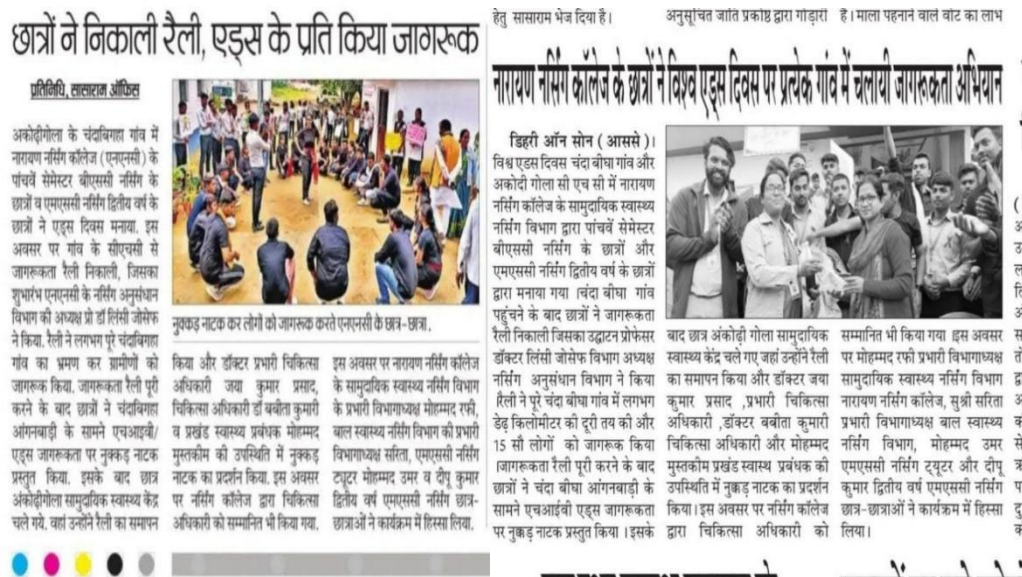 छात्रों ने निकाली रैली, एड्स के प्रति किया जागरूक
प्रतिनिधि, सासाराम ऑफिस
अकोढ़ीगोला के चंदाबिगहा गांव में
नारायण नर्सिंग कॉलेज (एनएनसी) के
पांचवें सेमेस्टर बीएससी नर्सिंग के
छात्रों व एमएससी नर्सिंग द्वितीय वर्ष के
छात्रों ने एड्स दिवस मनाया. इस
अवसर पर गांव के सीएचसी से
जागरूकता रैली निकाली, जिसका
शुभारंभ एनएनसी के नर्सिंग अनुसंधान
विभाग की अध्यक्ष प्रो डॉ लिंसी जोसेफ
ने किया. रैली ने लगभग पूरे चंदाबिगहा
गांव का भ्रमण कर ग्रामीणों को
जागरूक किया. जागरूकता रैली पूरी
करने के बाद छात्रों ने चंदाबिगहा
आंगनबाड़ी के सामने एचआईवी/
एड्स जागरूकता पर नुक्कड़ नाटक
प्रस्तुत किया. इसके बाद छात्र
अंकोढ़ीगोला सामुदायिक स्वास्थ्य केंद्र
चले गये. वहां उन्होंने रैली का समापन
नुक्कड़ नाटक कर लोगों को जागरूक करते एनएनसी के छात्र-छात्रा.
किया और डॉक्टर प्रभारी चिकित्सा
अधिकारी जया कुमार प्रसाद,
चिकित्सा अधिकारी डॉ बबीता कुमारी
व प्रखंड स्वास्थ्य प्रबंधक मोहम्मद
मुस्तकीम की उपस्थिति में नुक्कड़
नाटक का प्रदर्शन किया. इस अवसर
पर नर्सिंग कॉलेज द्वारा चिकित्सा
अधिकारी को सम्मानित भी किया गया.
इस अवसर पर नारायण नर्सिंग कॉलेज
के सामुदायिक स्वास्थ्य नर्सिंग विभाग
के प्रभारी विभागाध्यक्ष मोहम्मद रफी,
बाल स्वास्थ्य नर्सिंग विभाग की प्रभारी
विभागाध्यक्ष सरिता, एमएससी नर्सिंग
ट्यूटर मोहम्मद उमर व दीपू कुमार
द्वितीय वर्ष एमएससी नर्सिंग छात्र-
छात्राओं ने कार्यक्रम में हिस्सा लिया.
हेतु सासाराम भेज दिया है।
अनुसूचित जाति प्रकोष्ठ द्वारा गोड़ारी
है। माला पहनाने वाले वोट का लाभ
नारायण नर्सिंग कॉलेज के छात्रों ने विश्व एड्स दिवस पर प्रत्येक गांव में चलायी जागरूकता अभियान
डिहरी ऑन सोन (आससे)।
विश्व एडस दिवस चंदा बीघा गांव और
अकोदी गोला सी एच सी में नारायण
नर्सिंग कॉलेज के सामुदायिक स्वास्थ्य
नर्सिंग विभाग द्वारा पांचवें सेमेस्टर
बीएससी नर्सिंग के छात्रों और
एमएससी नर्सिंग द्वितीय वर्ष के छात्रों
द्वारा मनाया गया ।चंदा बीघा गांव
पहुंचने के बाद छात्रों ने जागरूकता
रैली निकाली जिसका उद्घाटन प्रोफेसर
डॉक्टर लिंसी जोसेफ विभाग अध्यक्ष
नर्सिंग अनुसंधान विभाग ने किया
।रैली ने पूरे चंदा बीघा गांव में लगभग
डेढ़ किलोमीटर की दूरी तय की और
15 सौ लोगों को जागरूक किया
।जागरूकता रैली पूरी करने के बाद
छात्रों ने चंदा बीघा आंगनबाड़ी के
सामने एचआईवी एड्स जागरूकता
पर नुक्कड़ नाटक प्रस्तुत किया ।इसके
बाद छात्र अंकोढ़ी गोला सामुदायिक
स्वास्थ्य केंद्र चले गए जहां उन्होंने रैली
का समापन किया और डॉक्टर जया
कुमार प्रसाद ,प्रभारी चिकित्सा
अधिकारी ,डॉक्टर बबीता कुमारी
चिकित्सा अधिकारी और मोहम्मद
मुस्तकीम प्रखंड स्वास्थ प्रबंधक की
उपस्थिति में नुक्कड़ नाटक का प्रदर्शन
किया।इस अवसर पर नर्सिंग कॉलेज
द्वारा चिकित्सा अधिकारी को
सम्मानित भी किया गया ।इस अवसर
पर मोहम्मद रफी प्रभारी विभागाध्यक्ष
सामुदायिक स्वास्थ्य नर्सिंग विभाग
नारायण नर्सिंग कॉलेज, सुश्री सरिता
प्रभारी विभागाध्यक्ष बाल स्वास्थ्य
नर्सिंग विभाग, मोहम्मद उमर
एमएससी नर्सिंग ट्यूटर और दीपू
कुमार द्वितीय वर्ष एमएससी नर्सिंग
छात्र-छात्राओं ने कार्यक्रम में हिस्सा
लिया।